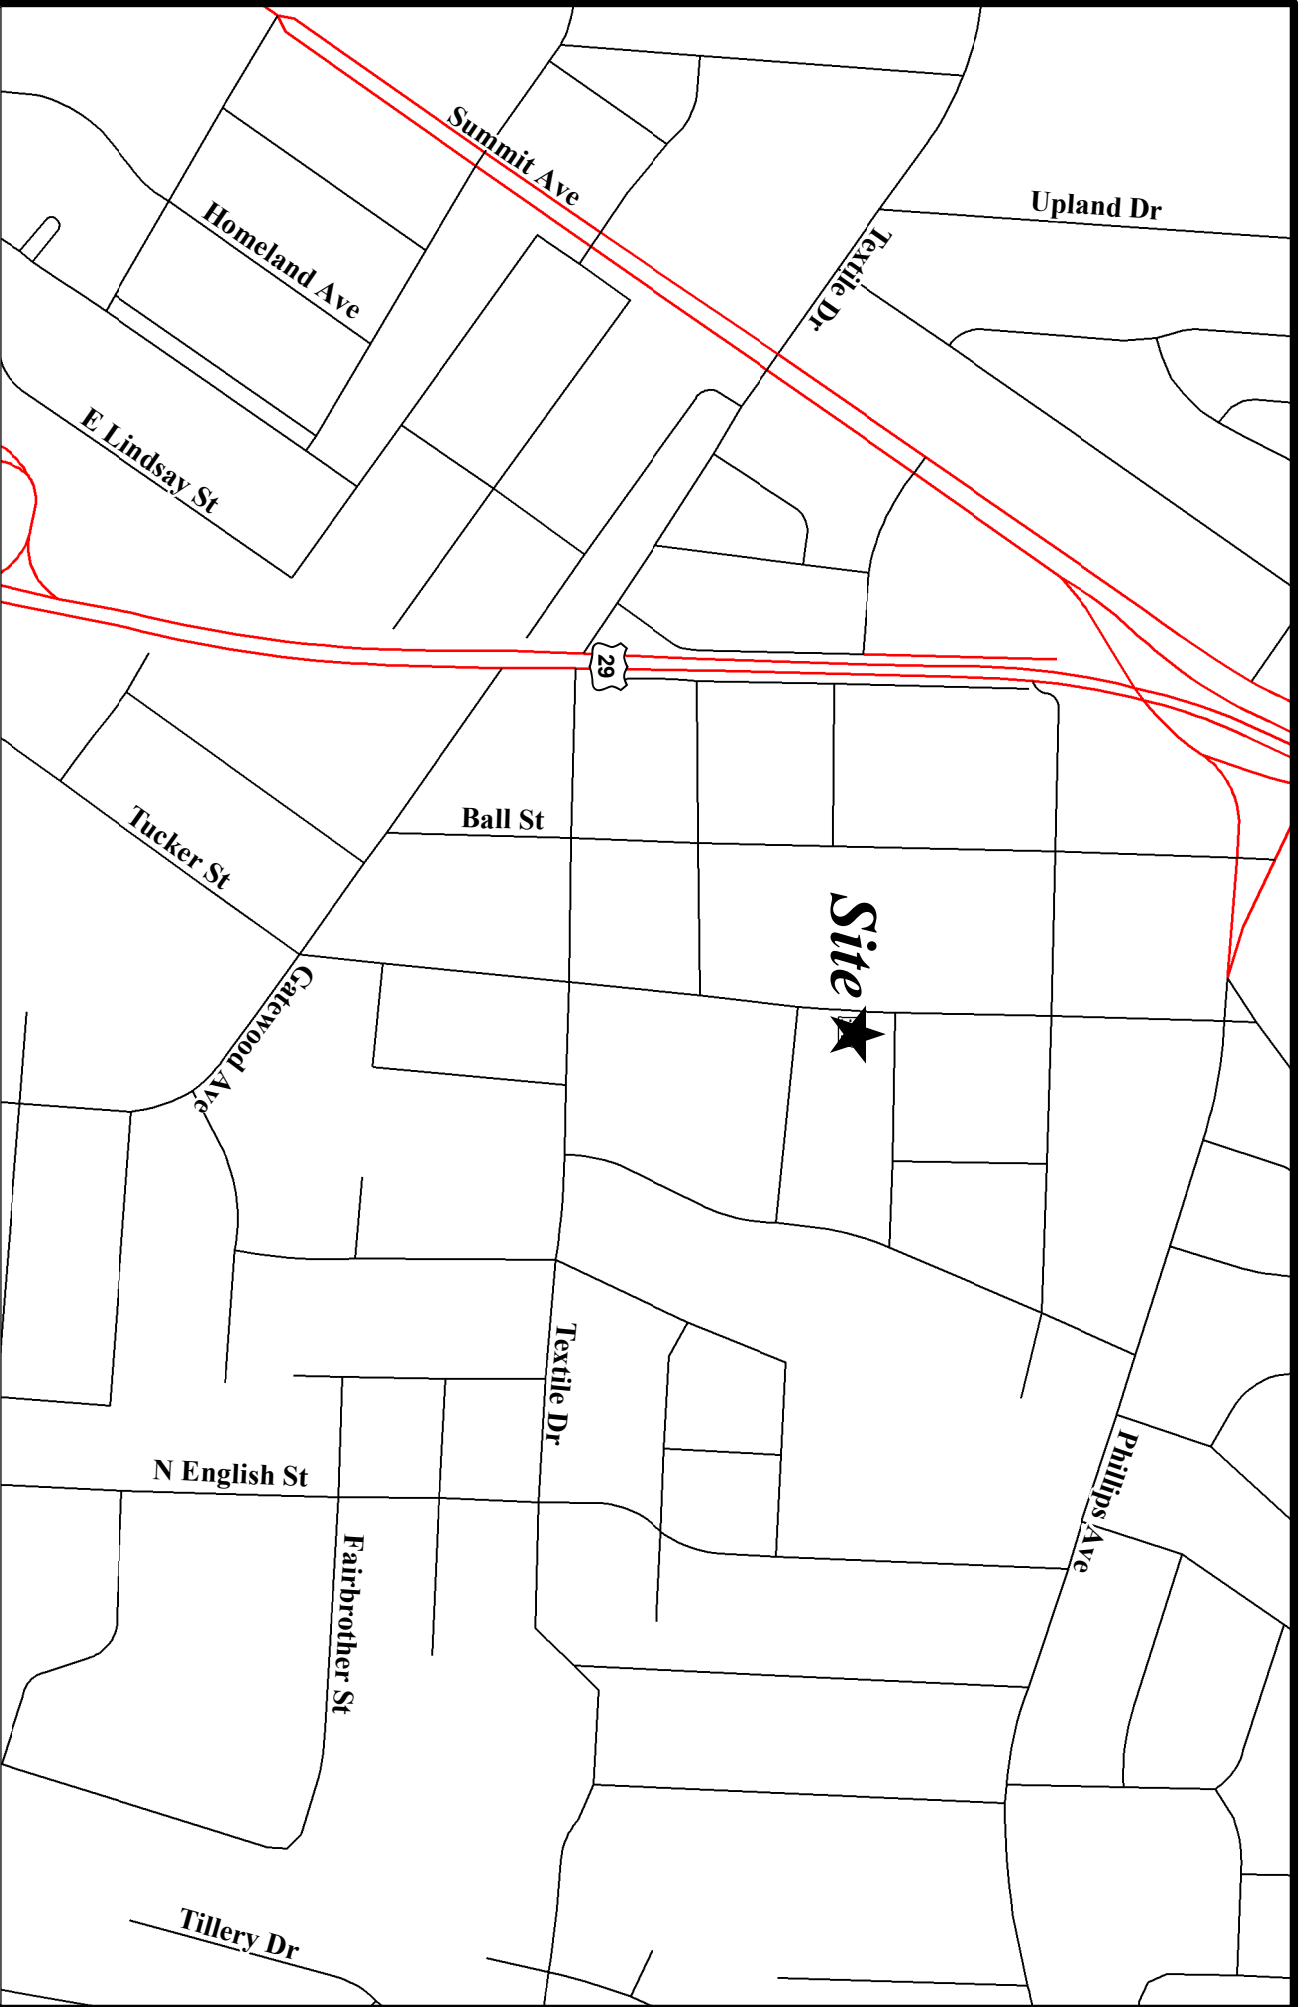 Summit Ave
Upland Dr
Homeland Ave
Textile Dr
E Lindsay St
29
Ball St
Tucker St
Site
Gatewood Ave
Textile Dr
Phillips Ave
N English St
Fairbrother St
Tillery Dr